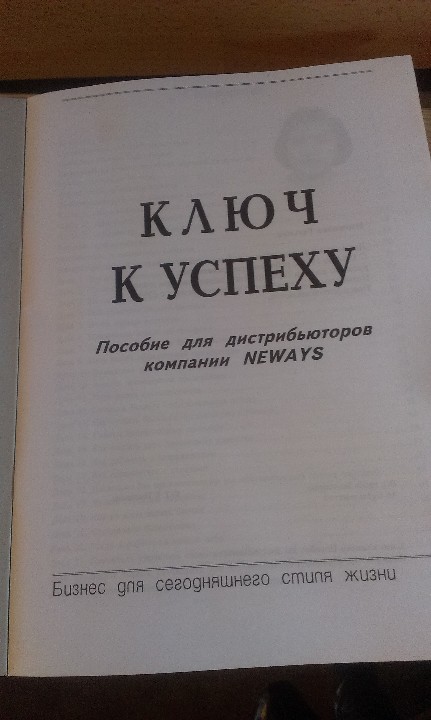 КЛЮЧ
К УСПЕХУ
Пособие для дистрибьюторов
компании NEWAYS
Бизнес для сегодняшнего стиля жизни